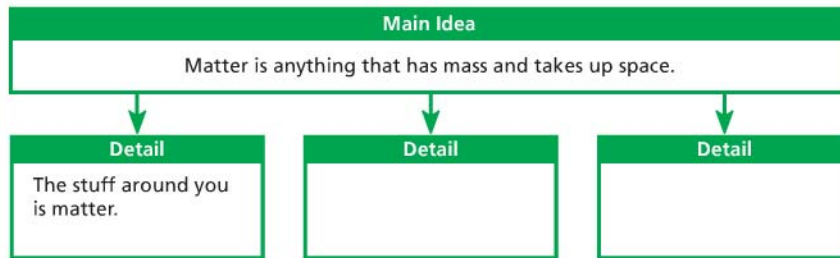 Main Idea
Matter is anything that has mass and takes up space.
Detail
The stuff around you
is matter.
Detail
Detail